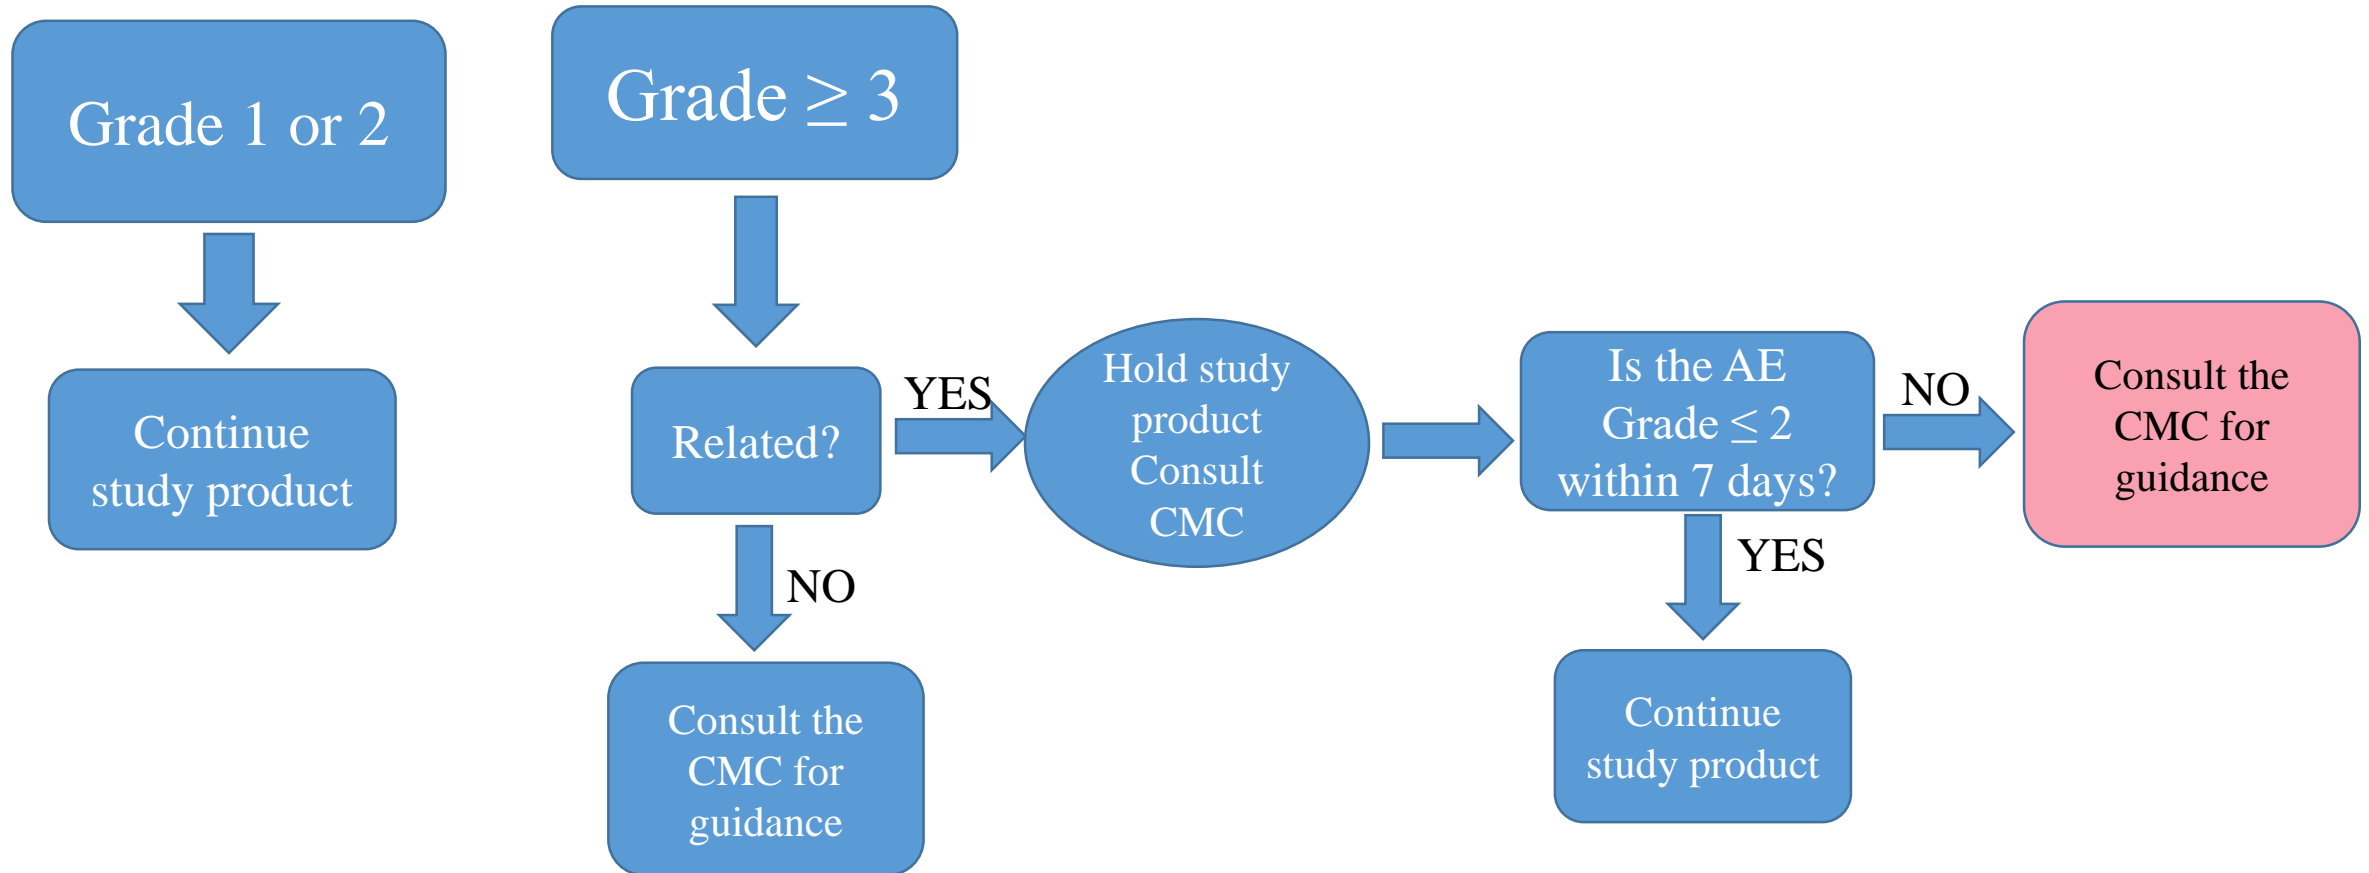 Grade 1 or 2
Continue
study product
Grade ≥ 3
Related?
YES
NO
Consult the
CMC for
guidance
Hold study
product
Consult
CMC
Is the AE
Grade ≤ 2
within 7 days?
YES
Continue
study product
NO
Consult the
CMC for
guidance